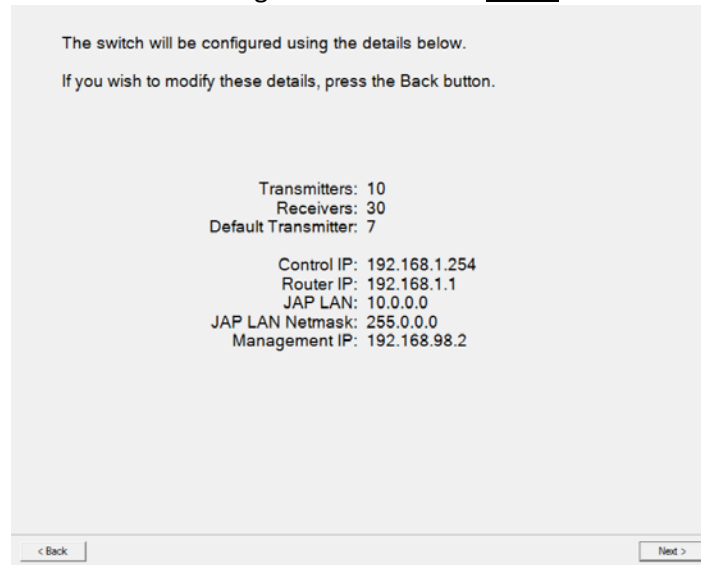 The switch will be configured using the details below.
If you wish to modify these details, press the Back button.
Transmitters: 10
Receivers: 30
Default Transmitter: 7
Control IP: 192.168.1.254
Router IP: 192.168.1.1
JAP LAN: 10.0.0.0
JAP LAN Netmask: 255.0.0.0
Management IP: 192.168.98.2
< Back
Next >